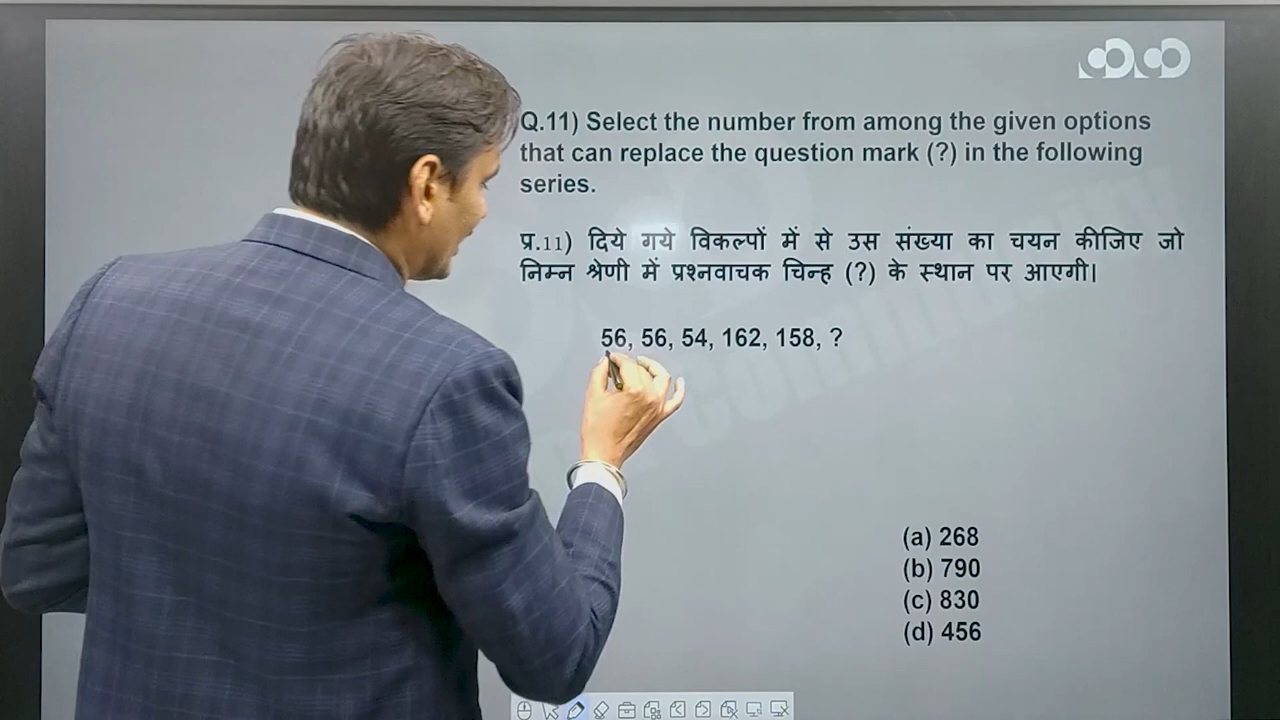 Q.11) Select the number from among the given options
that can replace the question mark (?) in the following
series.
प्र.11) दिये गये विकल्पों में से उस संख्या का चयन कीजिए जो
निम्न श्रेणी में प्रश्नवाचक चिन्ह (?) के स्थान पर आएगी।
56, 56, 54, 162, 158, ?
(a) 268
(b) 790
(c) 830
(d) 456